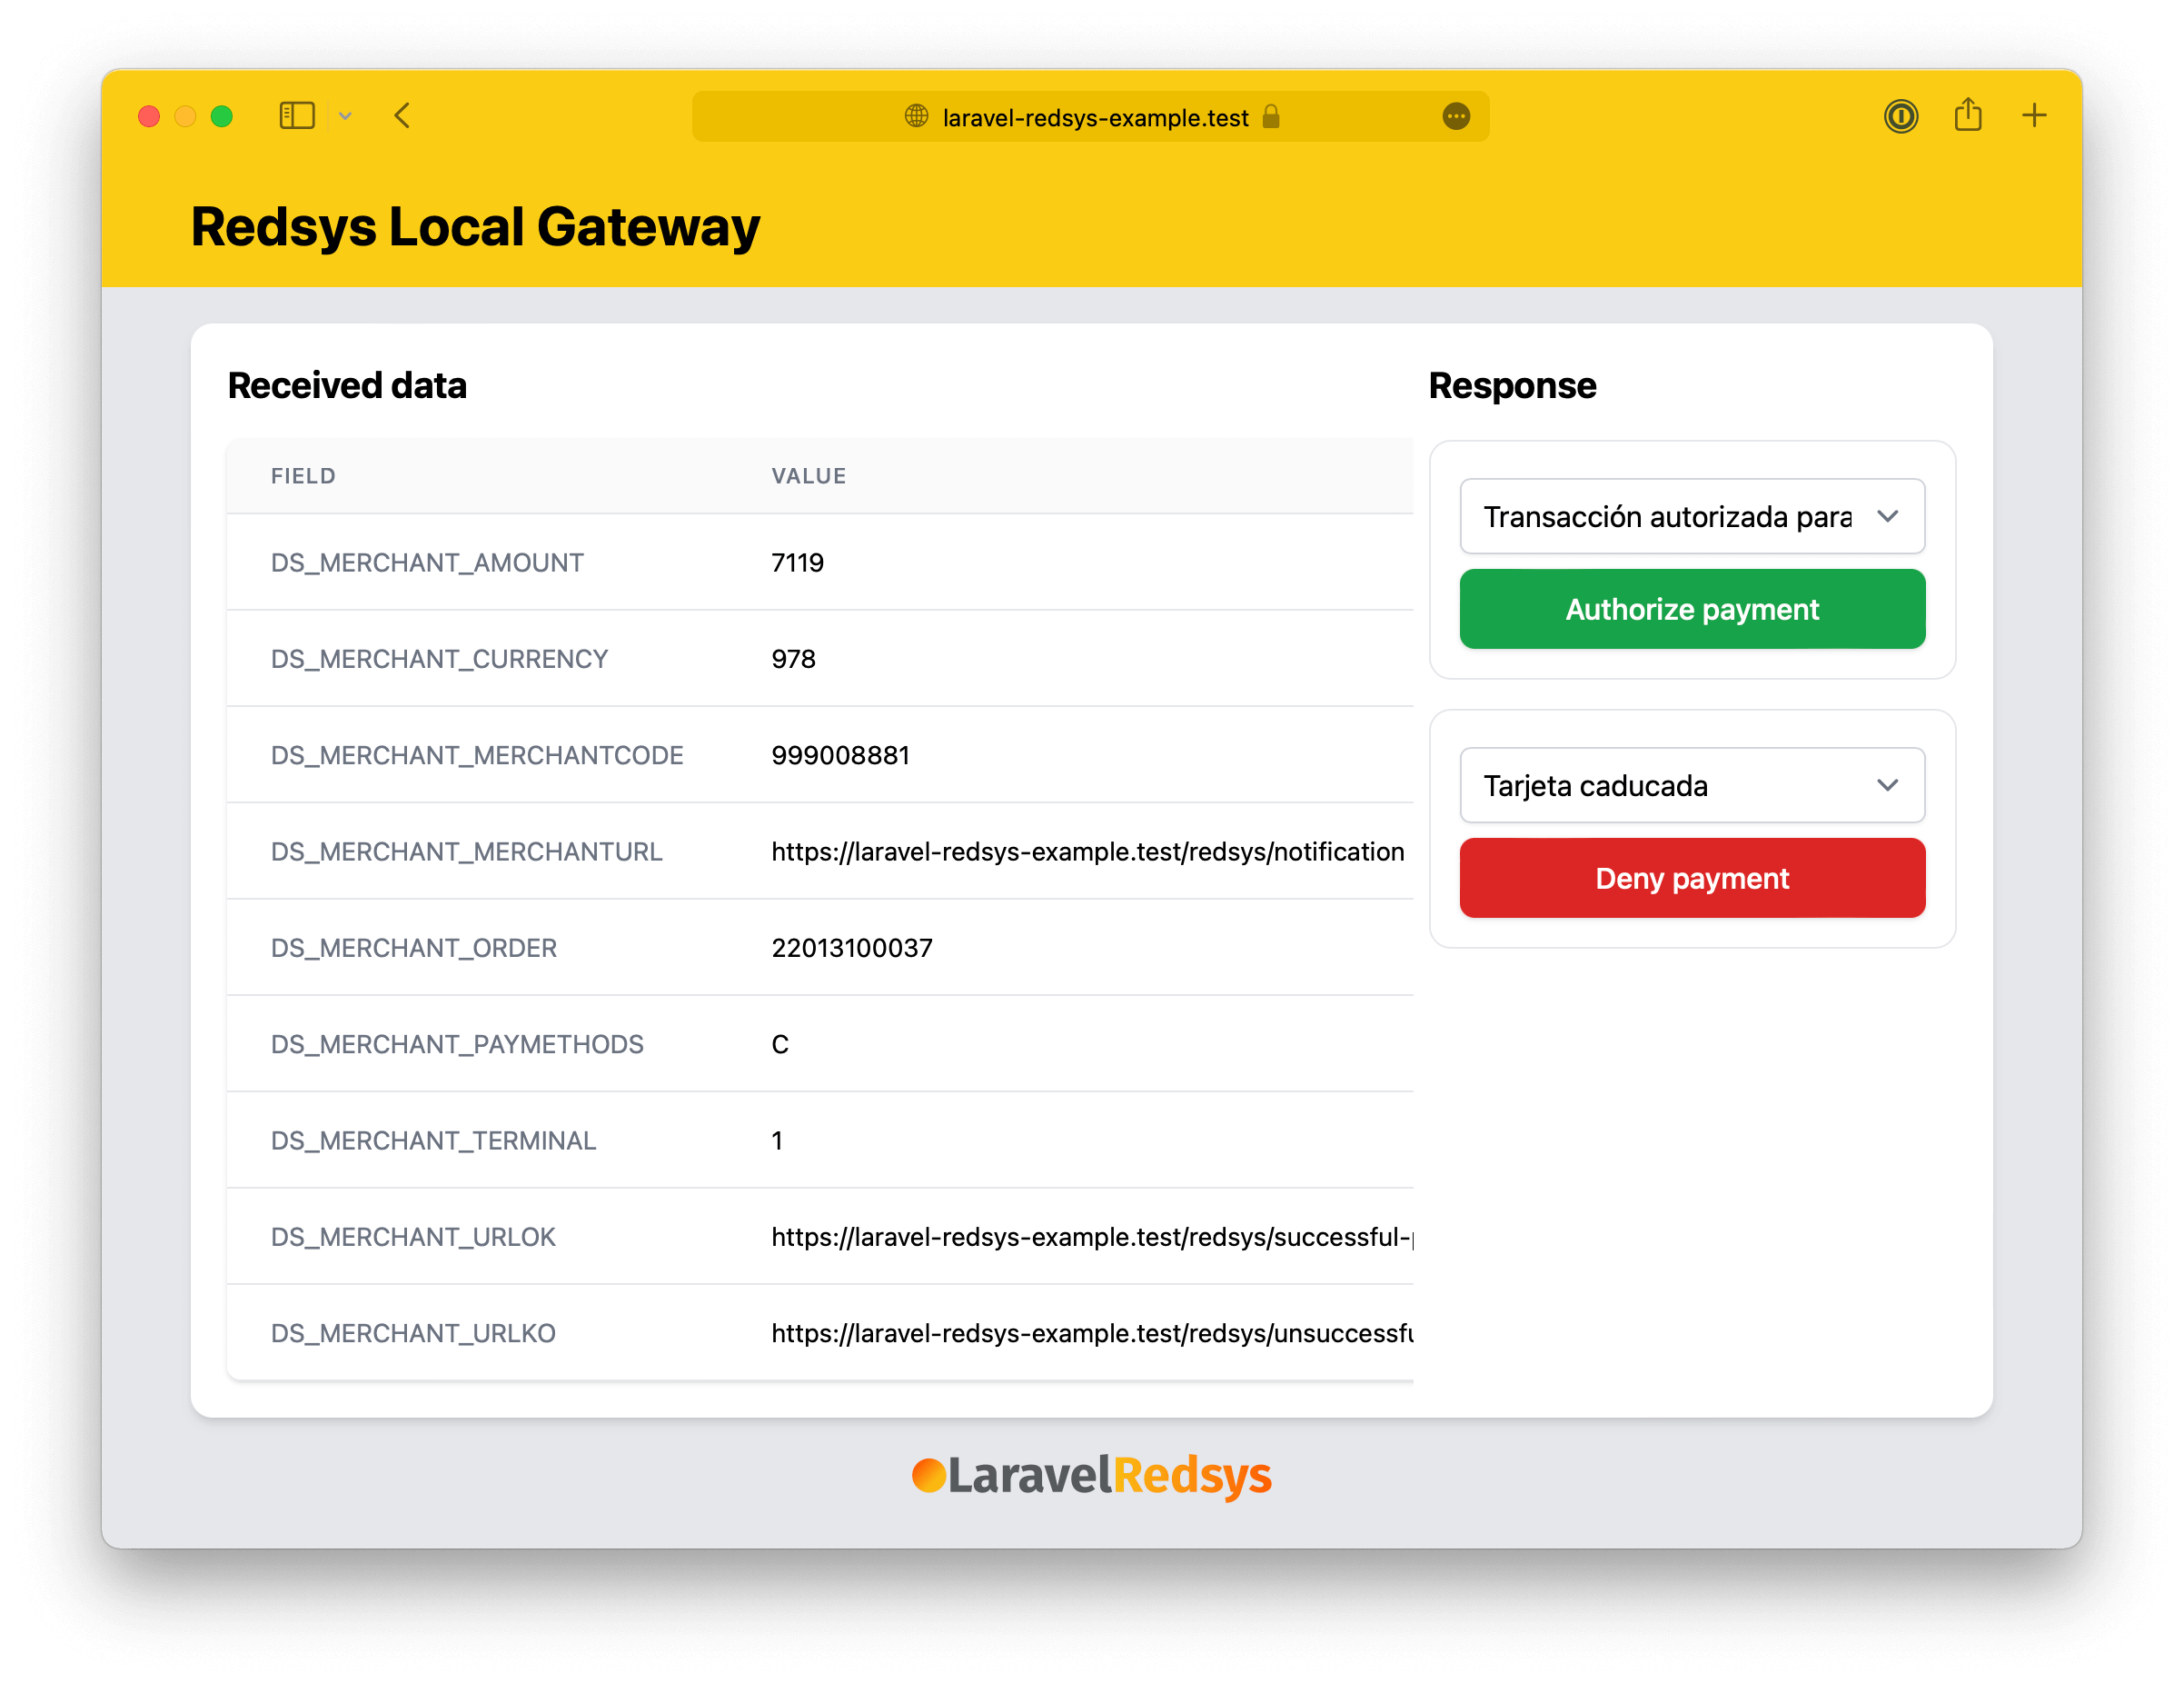 laravel-redsys-example.test
Redsys Local Gateway
Received data
FIELD VALUE
DS_MERCHANT_AMOUNT 7119
DS_MERCHANT_CURRENCY 978
DS_MERCHANT_MERCHANTCODE 999008881
DS_MERCHANT_MERCHANTURL https://laravel-redsys-example.test/redsys/notification
DS_MERCHANT_ORDER 22013100037
DS_MERCHANT_PAYMETHODS C
DS_MERCHANT_TERMINAL 1
DS_MERCHANT_URLOK https://laravel-redsys-example.test/redsys/successful-
DS_MERCHANT_URLKO https://laravel-redsys-example.test/redsys/unsuccessfu
Response
Transacción autorizada para
Authorize payment
Tarjeta caducada
Deny payment
LaravelRedsys